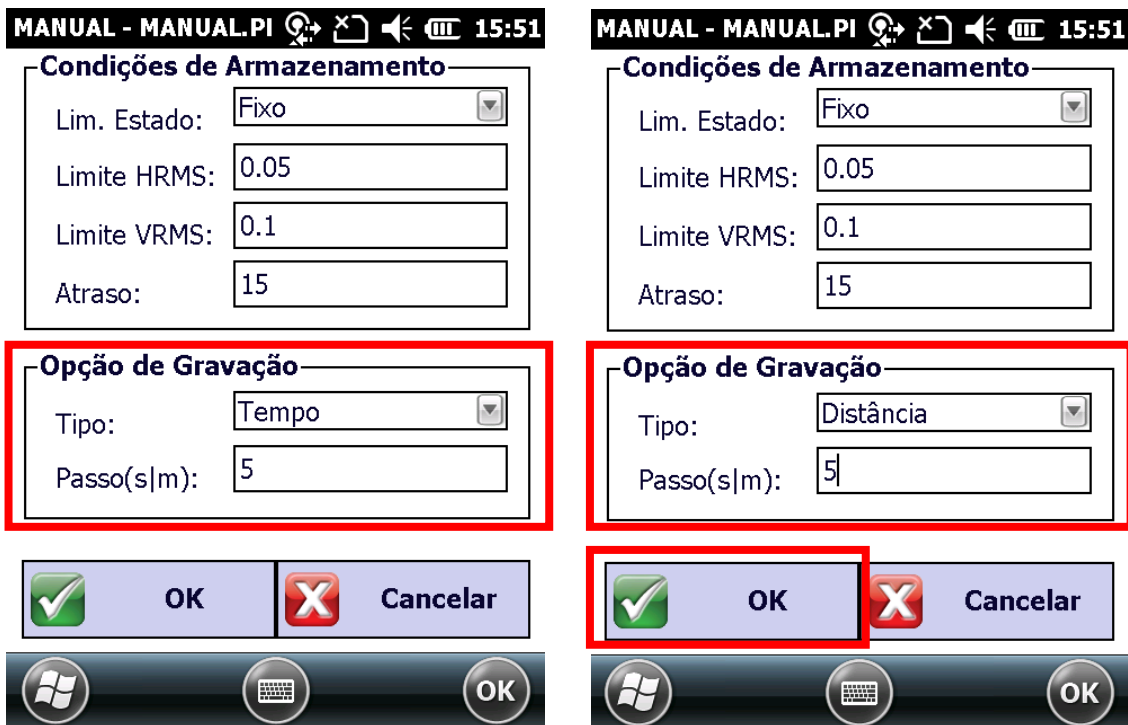 MANUAL - MANUAL.PI 15:51
Condições de Armazenamento
Lim. Estado: Fixo
Limite HRMS: 0.05
Limite VRMS: 0.1
Atraso: 15
Opção de Gravação
Tipo: Tempo
Passo(s|m): 5
OK Cancelar
OK
MANUAL - MANUAL.PI 15:51
Condições de Armazenamento
Lim. Estado: Fixo
Limite HRMS: 0.05
Limite VRMS: 0.1
Atraso: 15
Opção de Gravação
Tipo: Distância
Passo(s|m): 5
OK Cancelar
OK